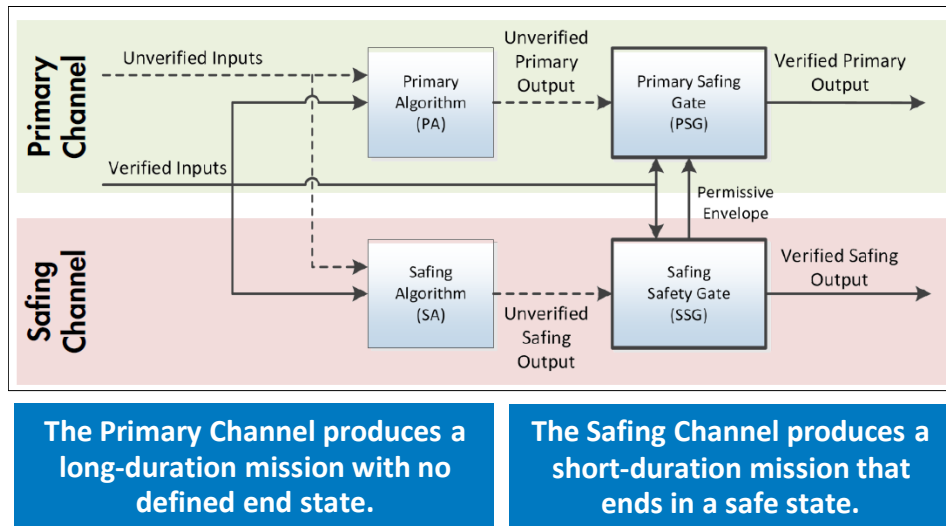 Primary
Channel
Unverified Inputs
Verified Inputs
Primary
Algorithm
(PA)
Unverified
Primary
Output
Primary Safing
Gate
(PSG)
Verified Primary
Output
Permissive
Envelope
Safing
Channel
Safing
Algorithm
(SA)
Unverified
Safing
Output
Safing
Safety Gate
(SSG)
Verified Safing
Output
The Primary Channel produces a
long-duration mission with no
defined end state.
The Safing Channel produces a
short-duration mission that
ends in a safe state.